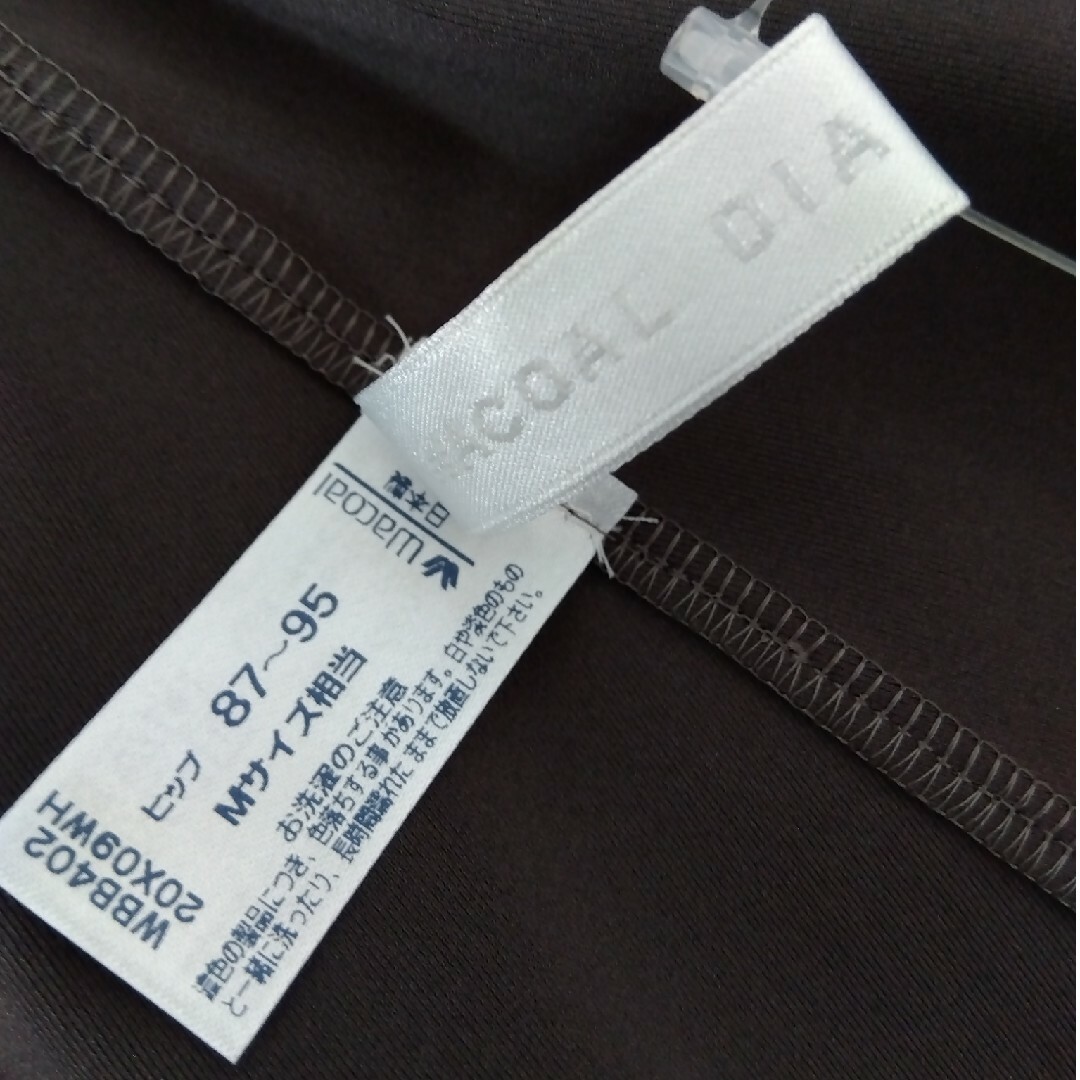 ACOAL DIA
Wacoal
日本製
ヒップ 87～95
Mサイズ相当
お洗濯のご注意
濃色の製品につき、色落ちする事があります。白や淡色のもの
と一緒に洗ったり、長時間濡れたままで放置しないで下さい。
WBB402
20X09WH